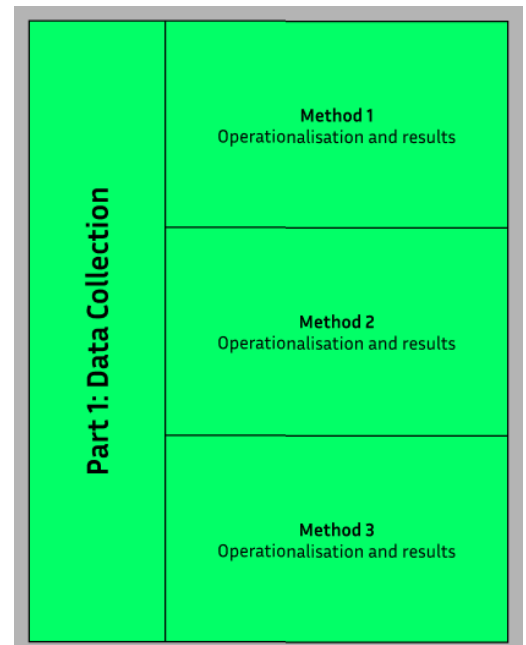 Part 1: Data Collection
Method 1
Operationalisation and results
Method 2
Operationalisation and results
Method 3
Operationalisation and results